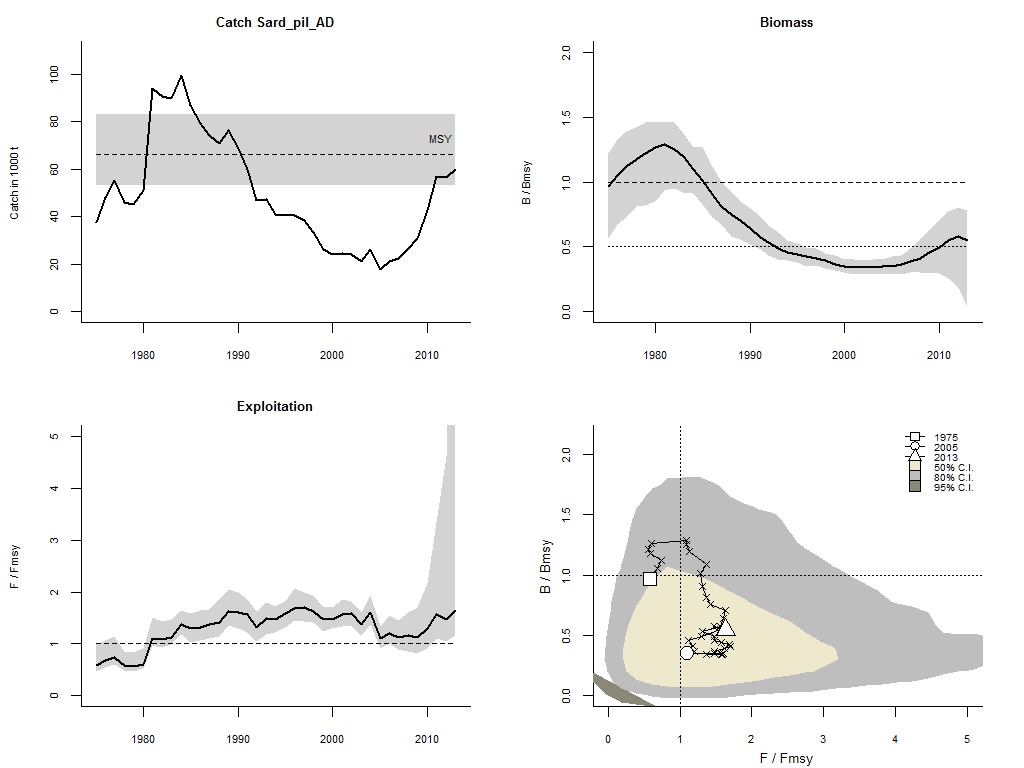 Catch Sard_pil_AD
Catch in 1000 t
100
80
60
40
20
0
MSY
1980 1990 2000 2010
Biomass
B / Bmsy
2.0
1.5
1.0
0.5
0.0
1980 1990 2000 2010
Exploitation
F / Fmsy
5
4
3
2
1
0
1980 1990 2000 2010
B / Bmsy
2.0
1.5
1.0
0.5
0.0
1975
2005
2013
50% C.I.
80% C.I.
95% C.I.
0 1 2 3 4 5
F / Fmsy